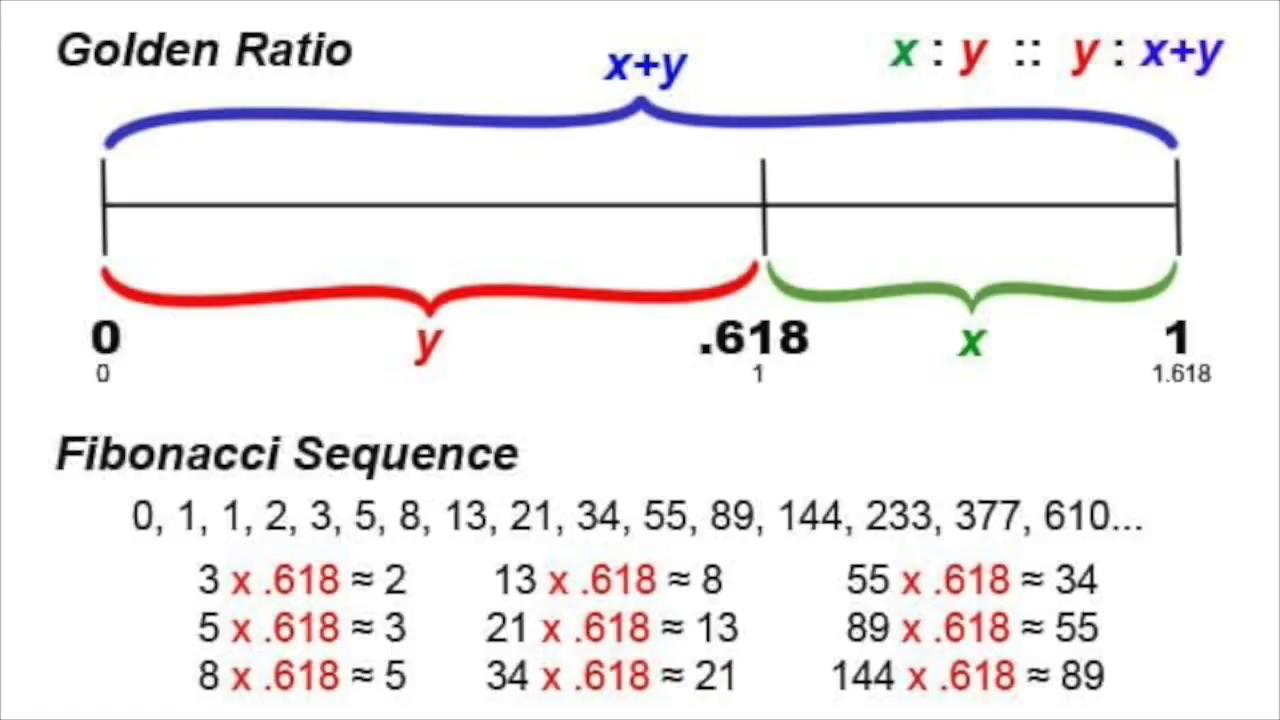 Golden Ratio
x+y
x : y :: y : x+y
0 y .618 x 1
0 1 1.618
Fibonacci Sequence
0, 1, 1, 2, 3, 5, 8, 13, 21, 34, 55, 89, 144, 233, 377, 610...
3 x .618 ≈ 2 13 x .618 ≈ 8 55 x .618 ≈ 34
5 x .618 ≈ 3 21 x .618 ≈ 13 89 x .618 ≈ 55
8 x .618 ≈ 5 34 x .618 ≈ 21 144 x .618 ≈ 89